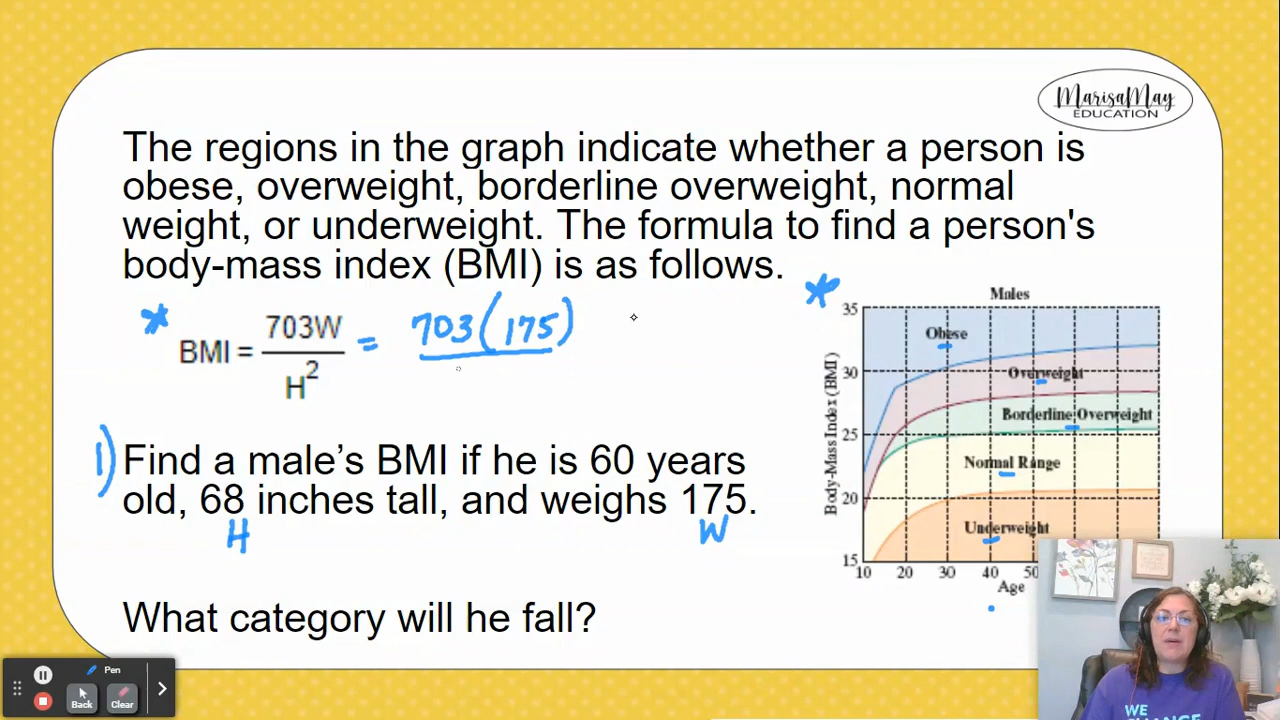 MarisaMay
EDUCATION
The regions in the graph indicate whether a person is
obese, overweight, borderline overweight, normal
weight, or underweight. The formula to find a person's
body-mass index (BMI) is as follows.
* BMI = 703W / H² = 703(175)
1) Find a male's BMI if he is 60 years
old, 68 inches tall, and weighs 175.
H W
What category will he fall?
*
Males
35
30
25
20
15
Body-Mass Index (BMI)
Obese
Overweight
Borderline Overweight
Normal Range
Underweight
10 20 30 40 50
Age
Pen
Back Clear
WE
CHANGE